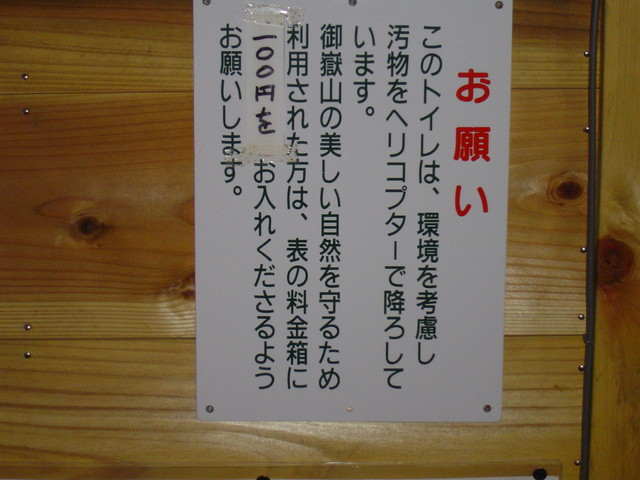 お願い
このトイレは、環境を考慮し
汚物をヘリコプターで降ろして
います。
御嶽山の美しい自然を守るため
利用された方は、表の料金箱に
一〇〇円をお入れくださるよう
お願いします。